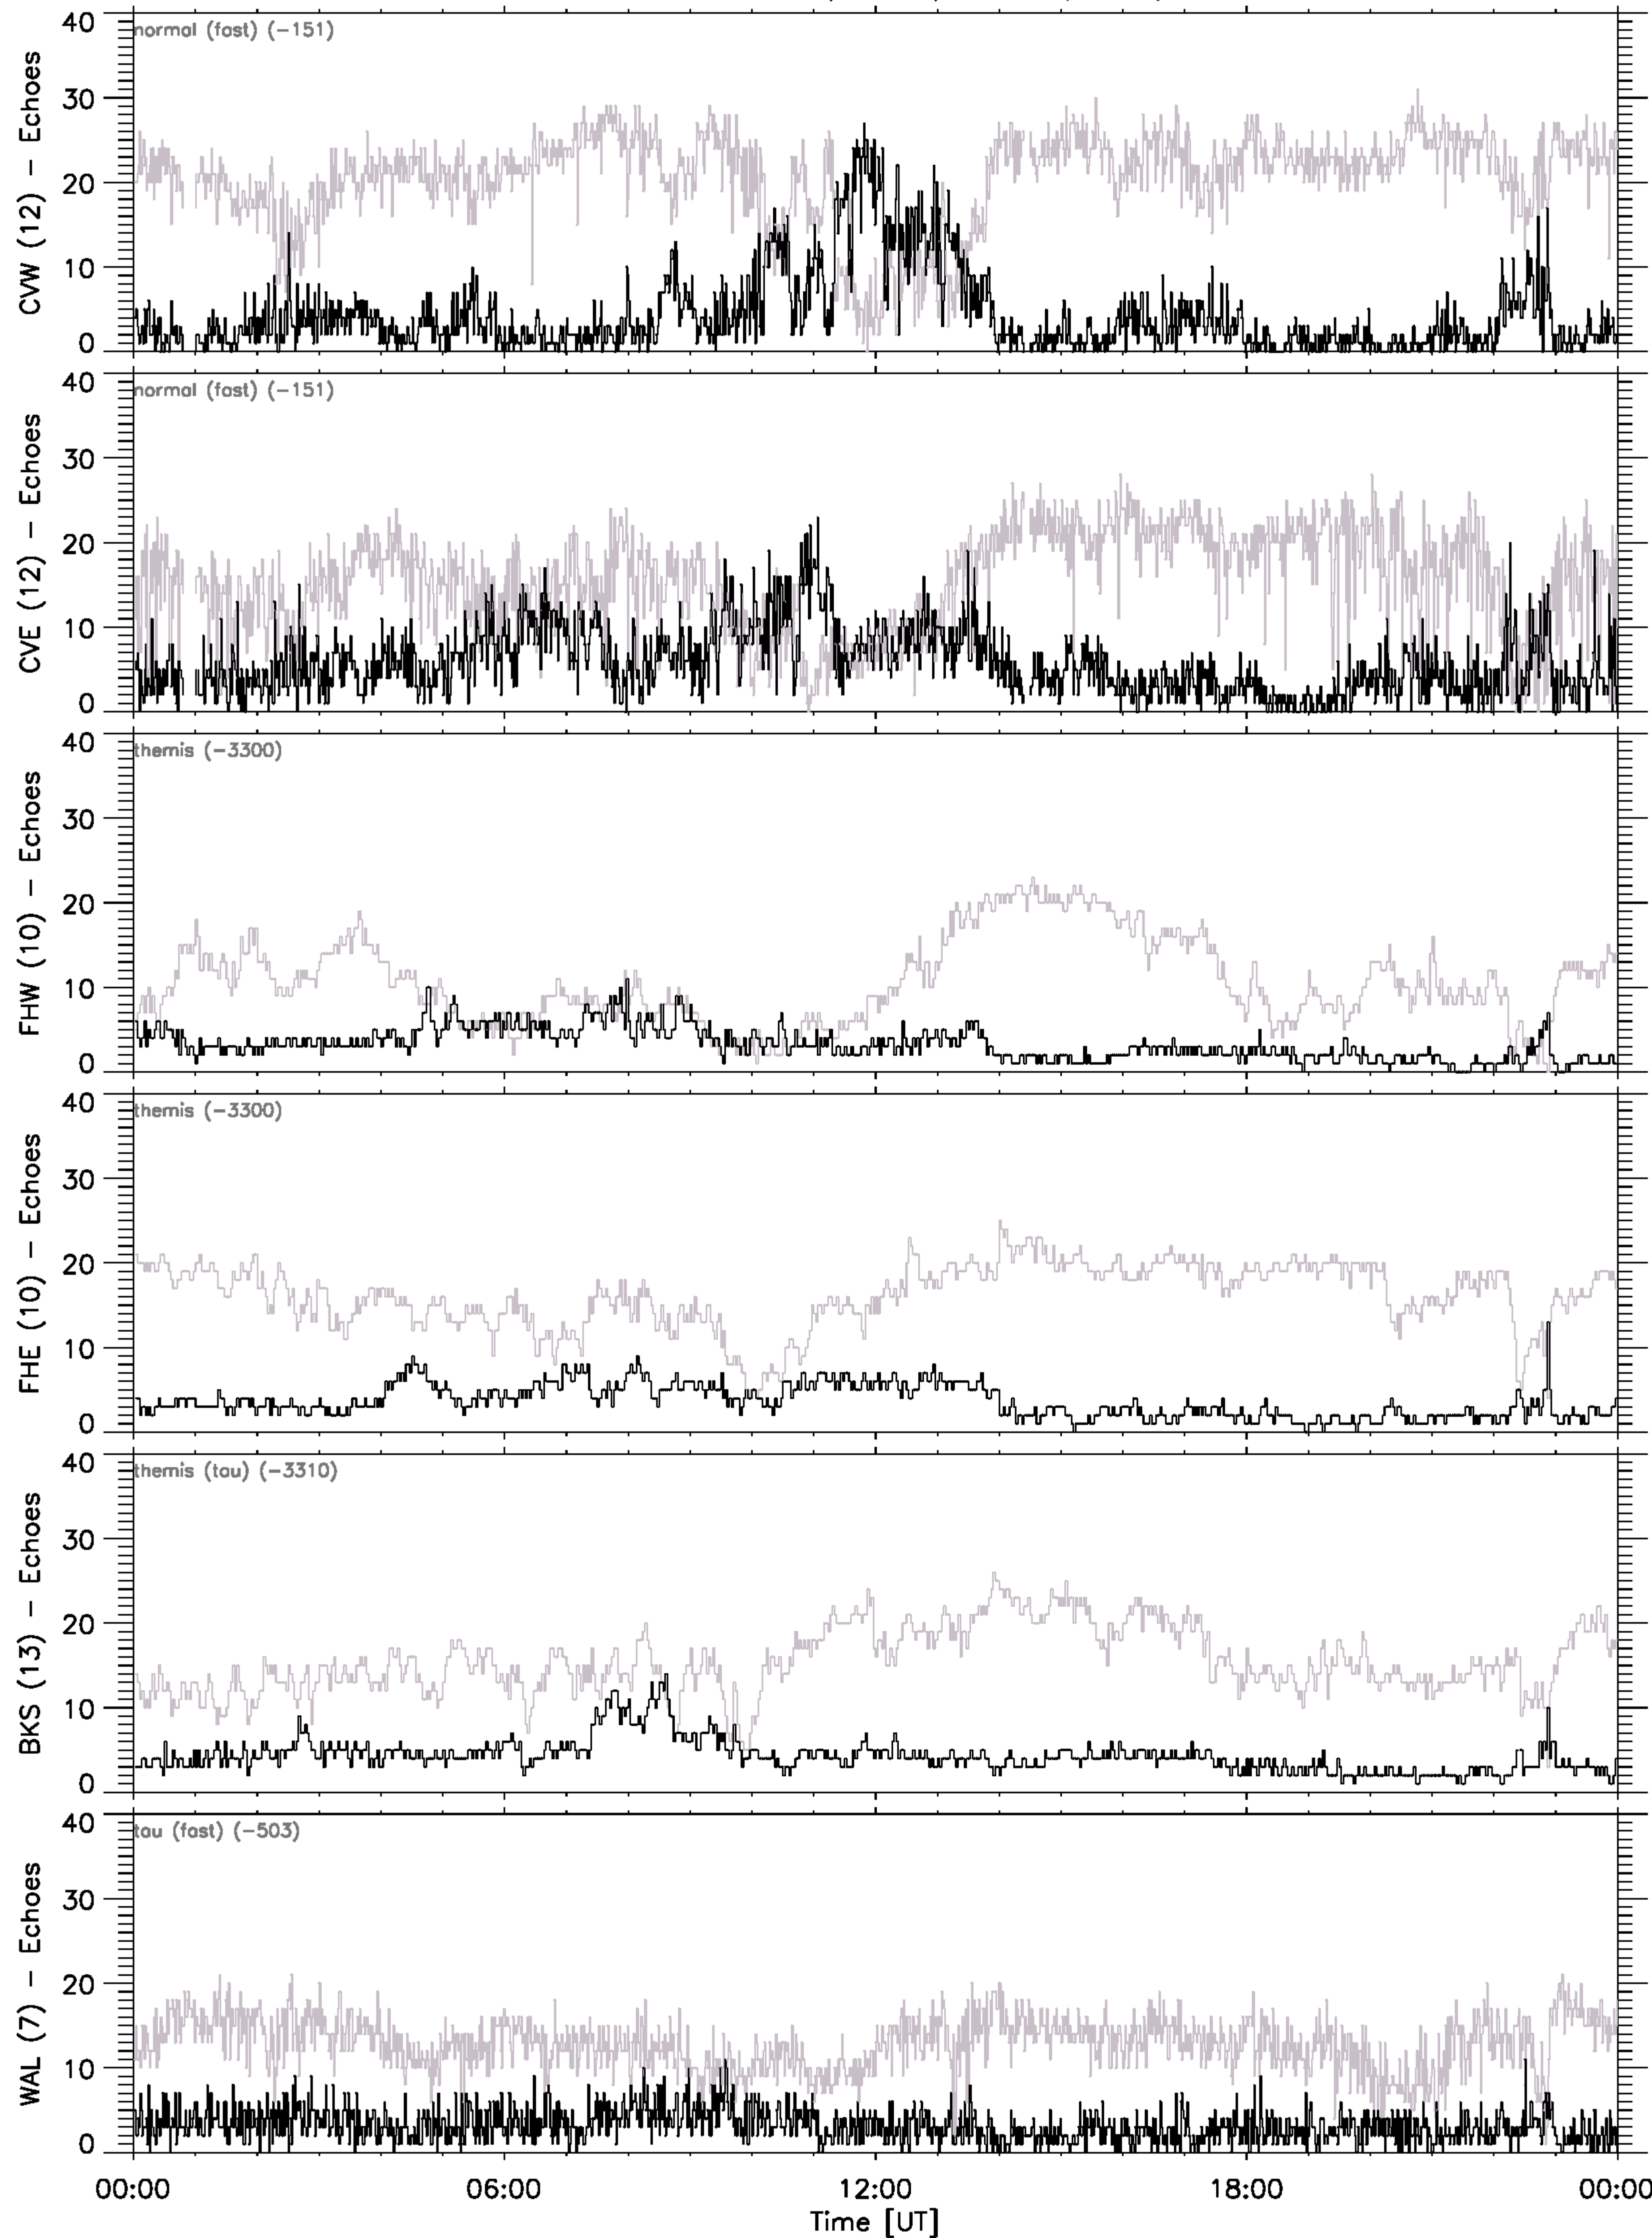 40
normal (fast) (-151)
30
20
10
0
CVW (12) - Echoes
40
normal (fast) (-151)
30
20
10
0
CVE (12) - Echoes
40
themis (-3300)
30
20
10
0
FHW (10) - Echoes
40
themis (-3300)
30
20
10
0
FHE (10) - Echoes
40
themis (tau) (-3310)
30
20
10
0
BKS (13) - Echoes
40
tau (fast) (-503)
30
20
10
0
WAL (7) - Echoes
00:00 06:00 12:00 18:00 00:00
Time [UT]